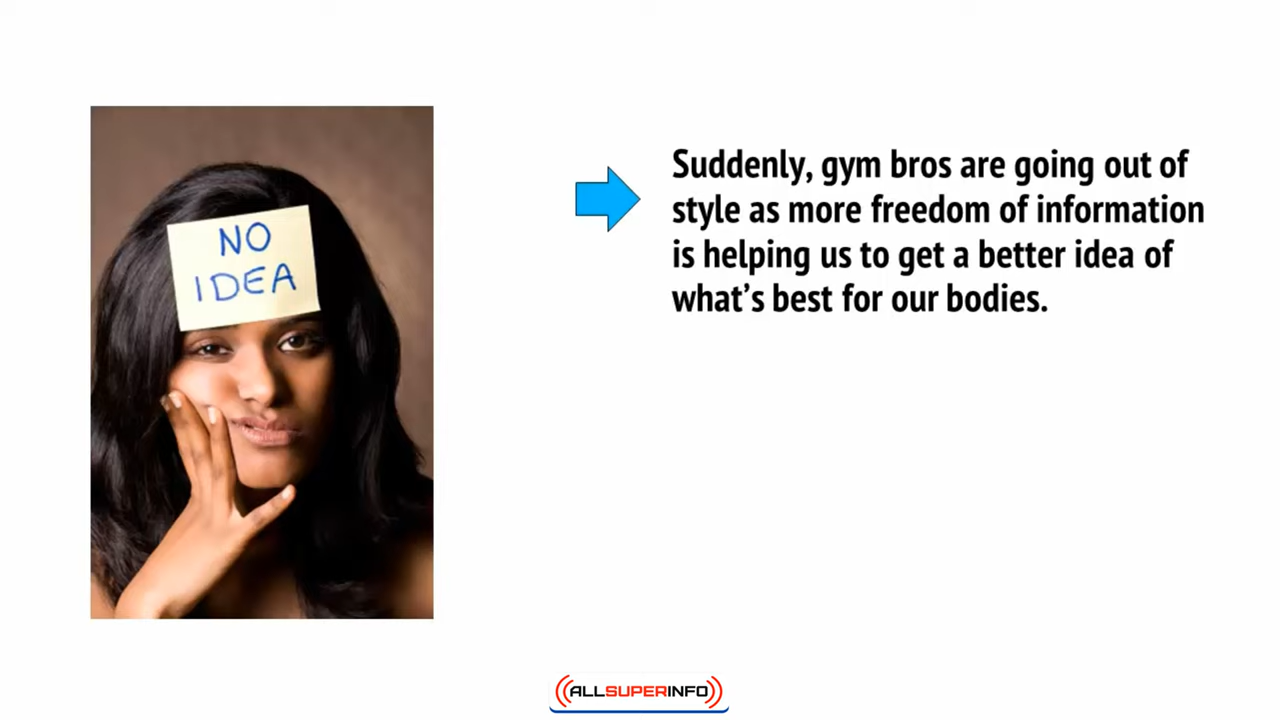 NO
IDEA
Suddenly, gym bros are going out of
style as more freedom of information
is helping us to get a better idea of
what's best for our bodies.
ALLSUPERINFO